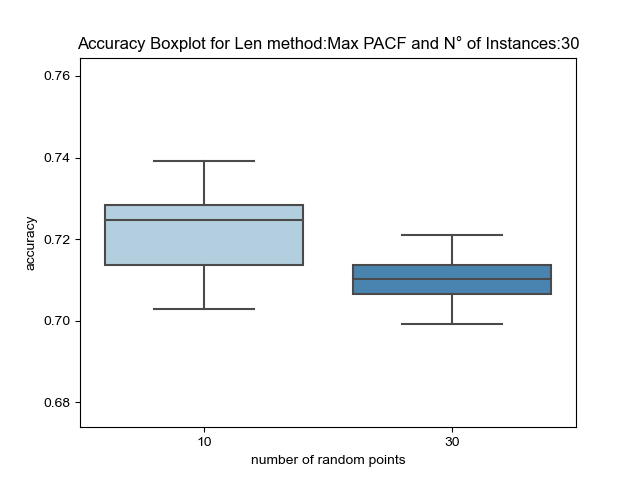 Accuracy Boxplot for Len method:Max PACF and N° of Instances:30
0.76
0.74
0.72
0.70
0.68
accuracy
10 30
number of random points